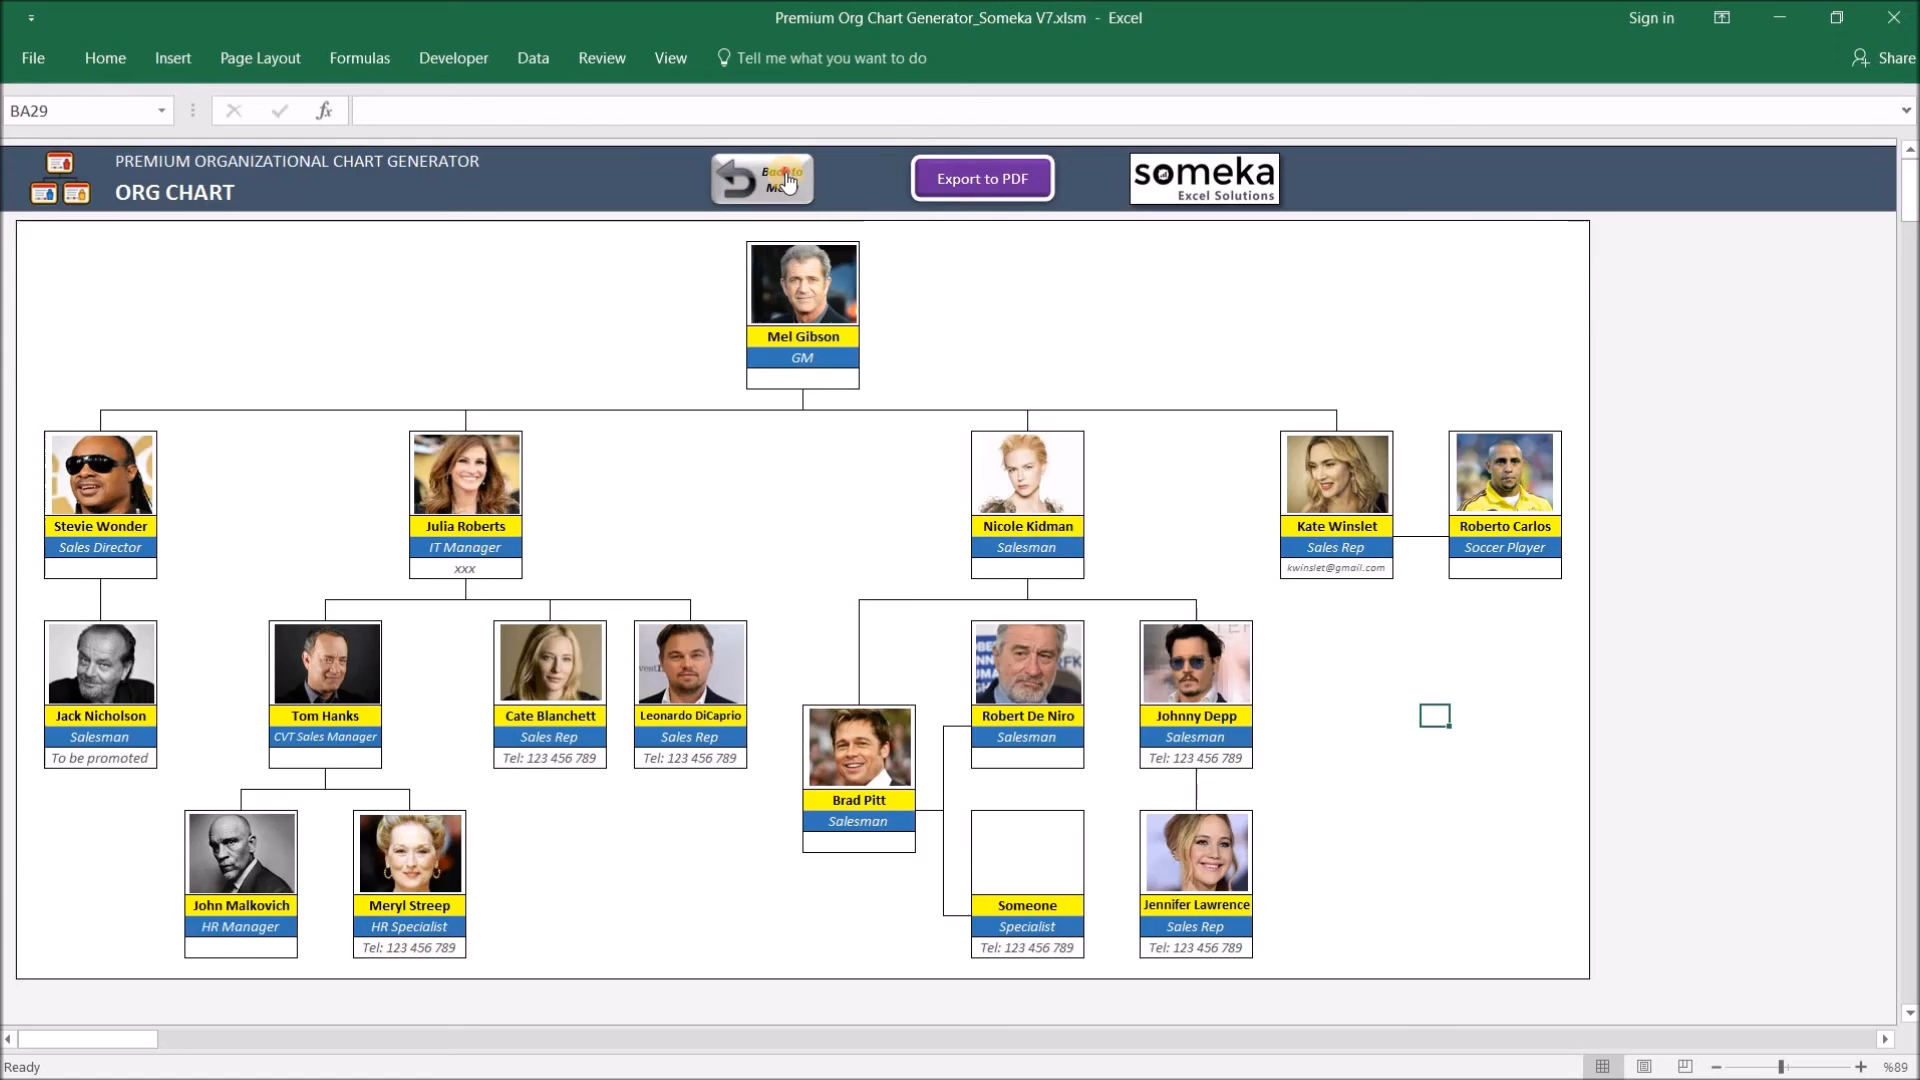 Premium Org Chart Generator_Someka V7.xlsm - Excel
Sign in
File Home Insert Page Layout Formulas Developer Data Review View Tell me what you want to do
Share
BA29
fx
PREMIUM ORGANIZATIONAL CHART GENERATOR
ORG CHART
Export to PDF
someka
Excel Solutions
Mel Gibson
GM
Stevie Wonder
Sales Director
Julia Roberts
IT Manager
xxx
Nicole Kidman
Salesman
Kate Winslet
Sales Rep
kwinslet@gmail.com
Roberto Carlos
Soccer Player
Jack Nicholson
Salesman
To be promoted
Tom Hanks
CVT Sales Manager
Cate Blanchett
Sales Rep
Tel: 123 456 789
Leonardo DiCaprio
Sales Rep
Tel: 123 456 789
Robert De Niro
Salesman
Johnny Depp
Salesman
Tel: 123 456 789
Brad Pitt
Salesman
John Malkovich
HR Manager
Meryl Streep
HR Specialist
Tel: 123 456 789
Someone
Specialist
Tel: 123 456 789
Jennifer Lawrence
Sales Rep
Tel: 123 456 789
Ready
%89